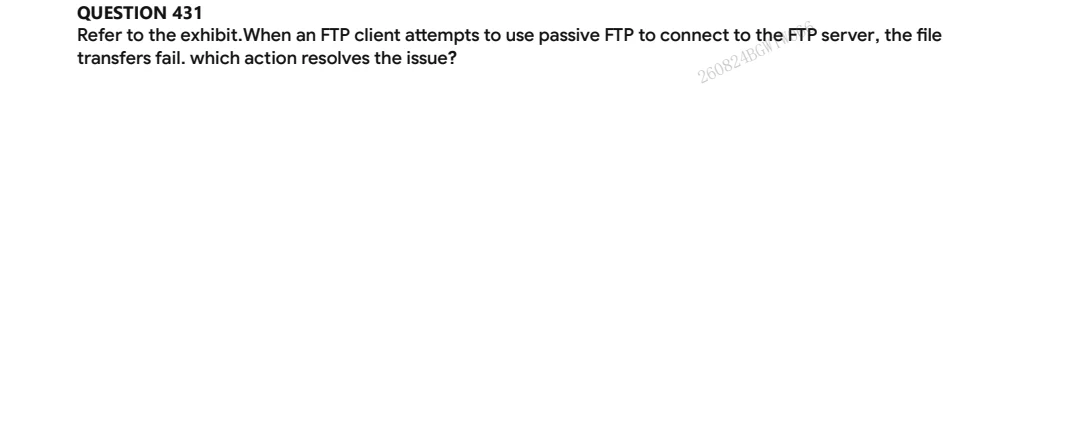 QUESTION 431
Refer to the exhibit.When an FTP client attempts to use passive FTP to connect to the FTP server, the file
transfers fail. which action resolves the issue?